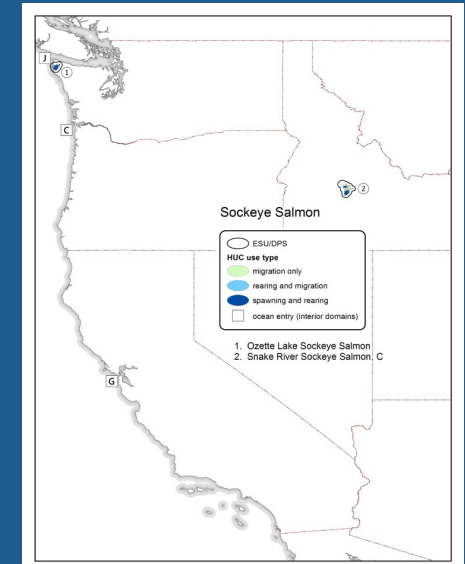 J
1
C
2
Sockeye Salmon
ESU/DPS
HUC use type
migration only
rearing and migration
spawning and rearing
ocean entry (interior domains)
1. Ozette Lake Sockeye Salmon
2. Snake River Sockeye Salmon, C
G